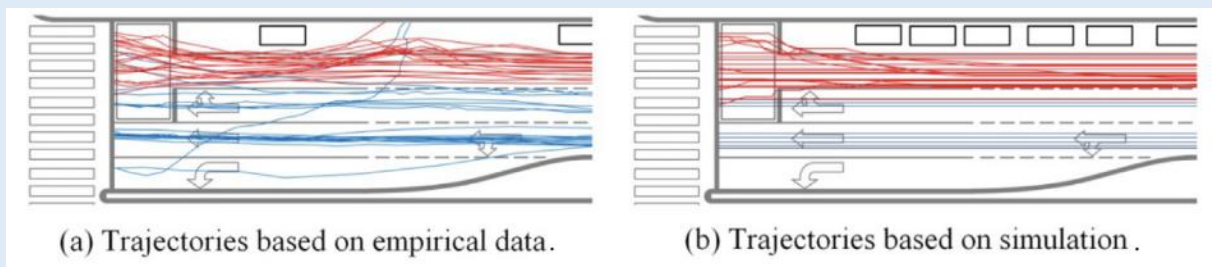 (a) Trajectories based on empirical data.
(b) Trajectories based on simulation .